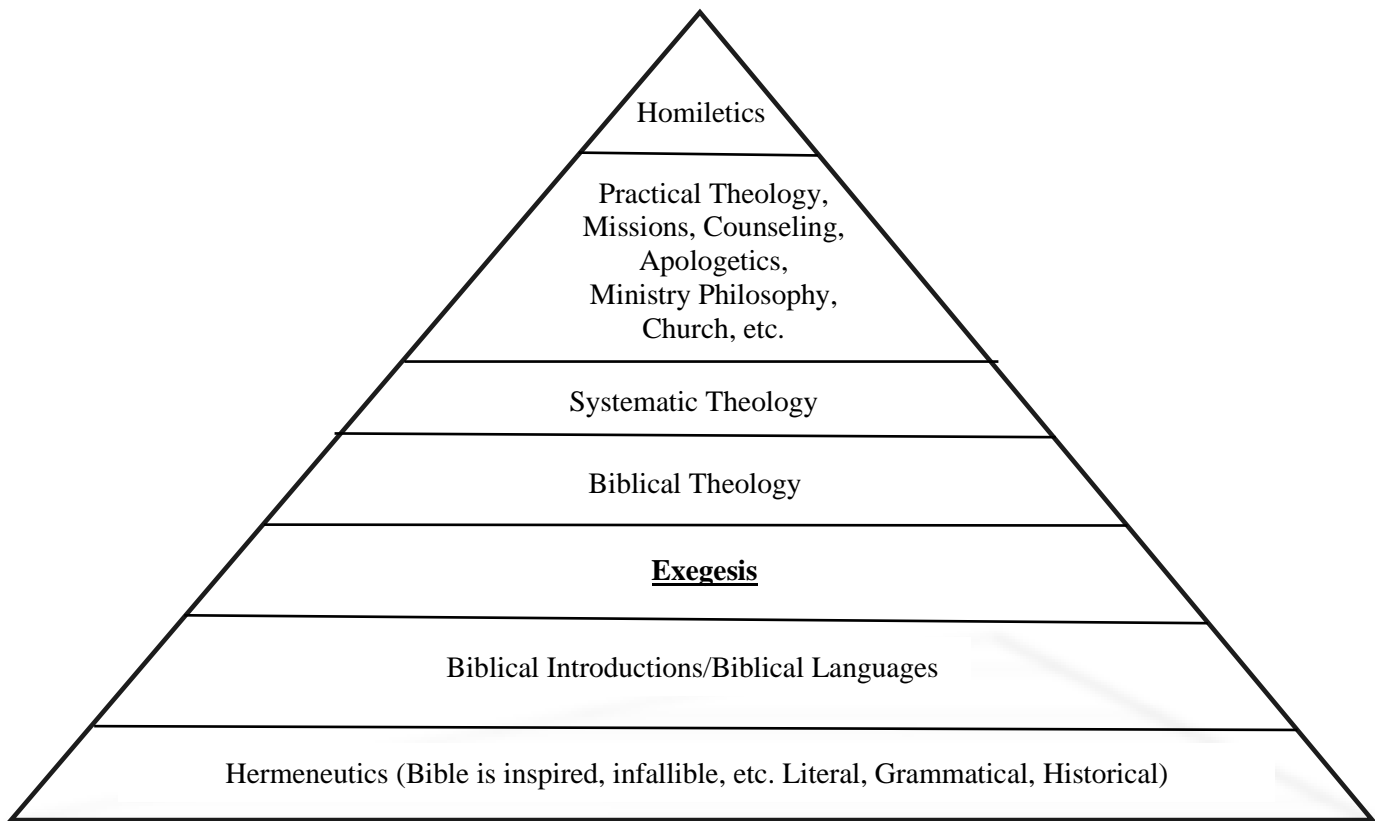 Homiletics
Practical Theology,
Missions, Counseling,
Apologetics,
Ministry Philosophy,
Church, etc.
Systematic Theology
Biblical Theology
Exegesis
Biblical Introductions/Biblical Languages
Hermeneutics (Bible is inspired, infallible, etc. Literal, Grammatical, Historical)